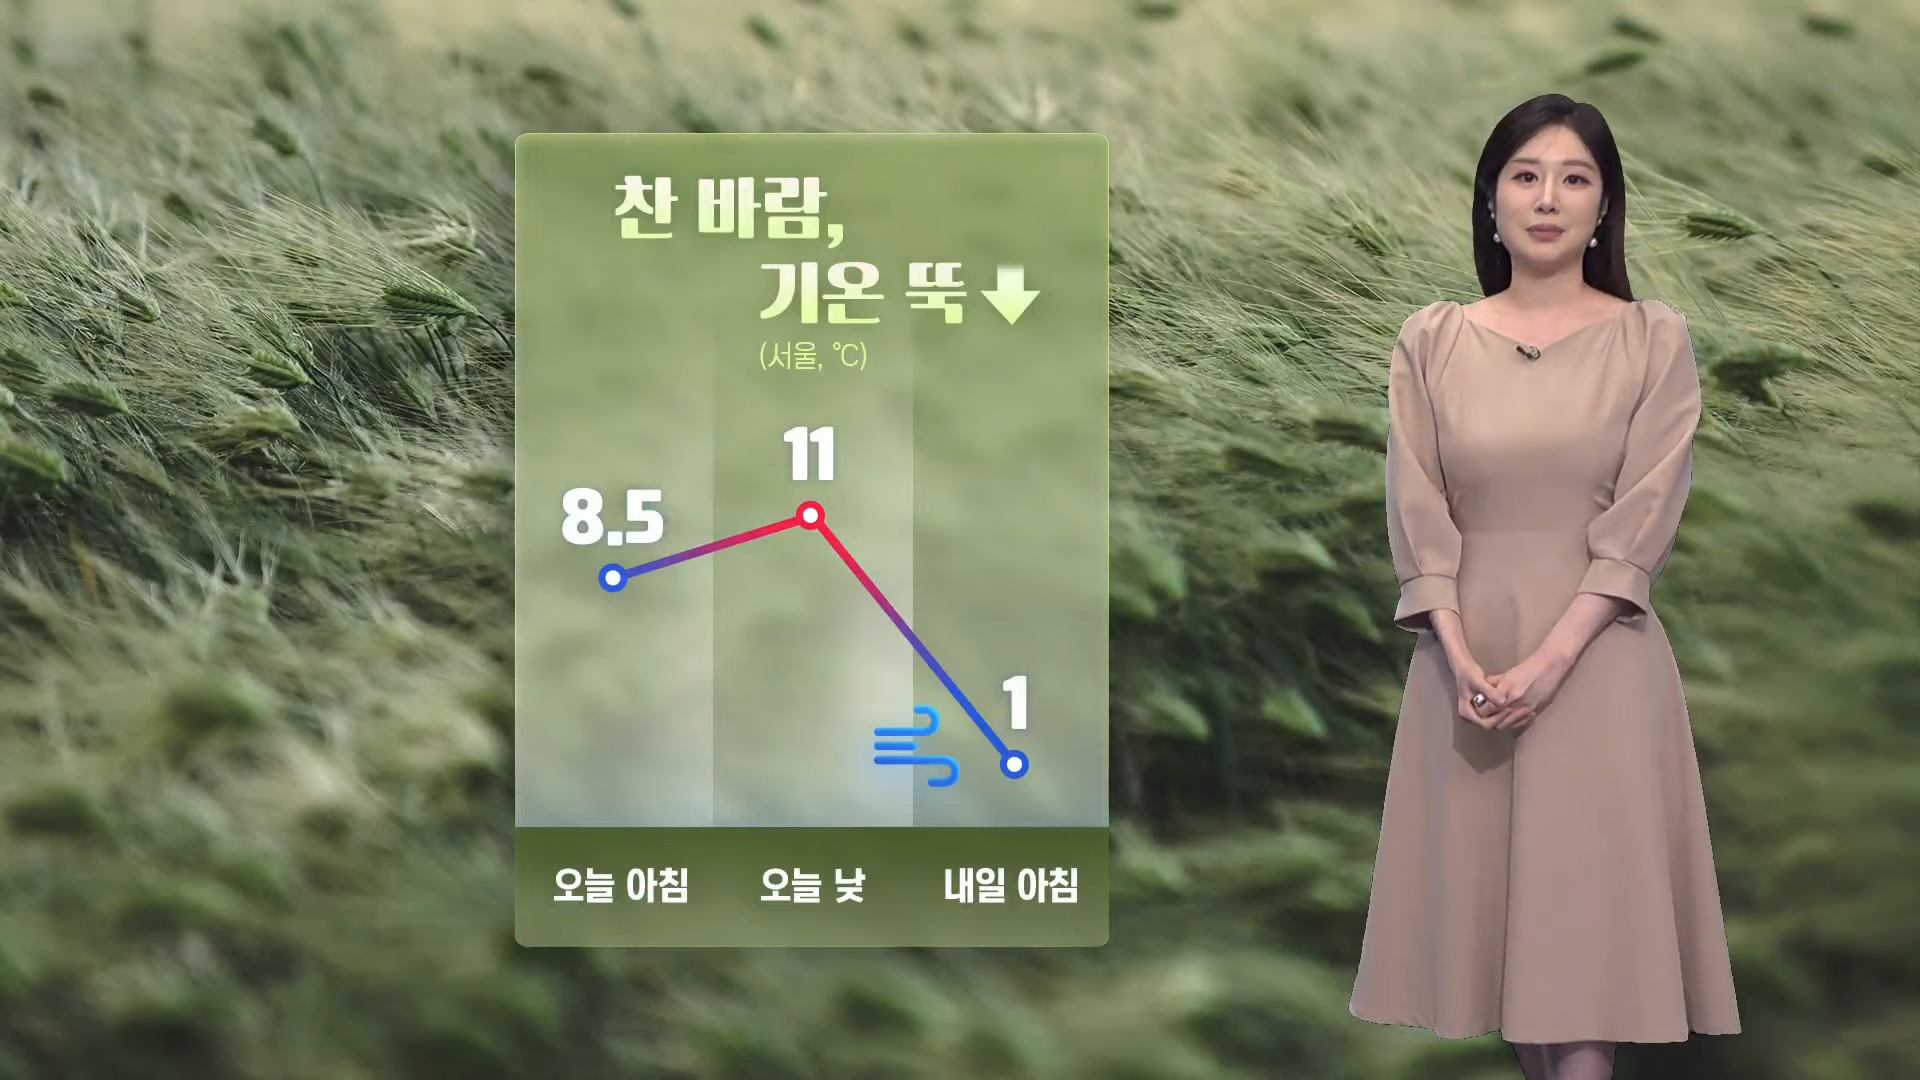 찬 바람,
기온 뚝
(서울, ℃)
11
8.5
1
오늘 아침 오늘 낮 내일 아침